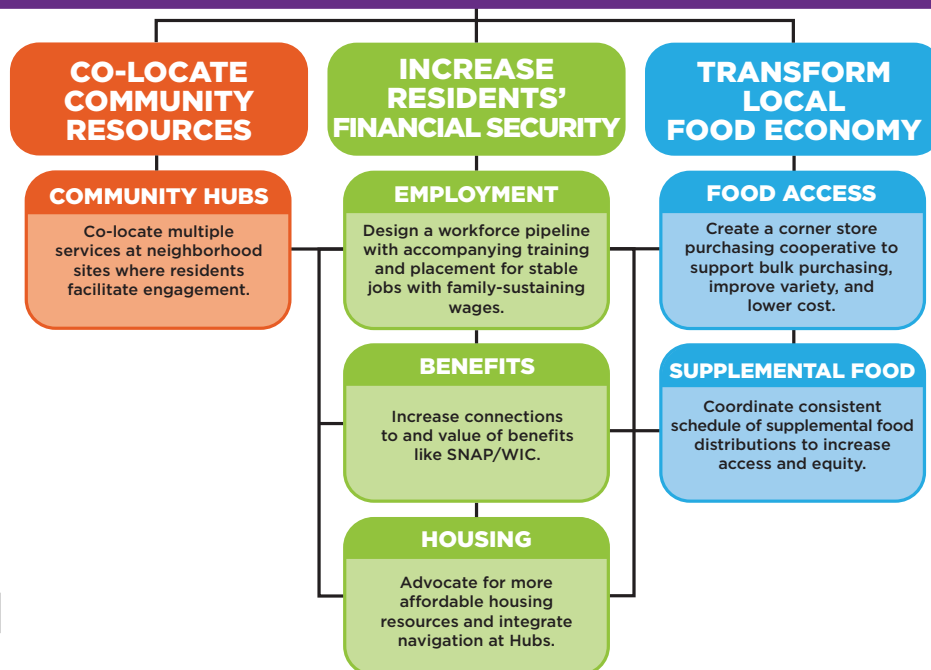 CO-LOCATE
COMMUNITY
RESOURCES
COMMUNITY HUBS
Co-locate multiple
services at neighborhood
sites where residents
facilitate engagement.
INCREASE
RESIDENTS’
FINANCIAL SECURITY
EMPLOYMENT
Design a workforce pipeline
with accompanying training
and placement for stable
jobs with family-sustaining
wages.
BENEFITS
Increase connections
to and value of benefits
like SNAP/WIC.
HOUSING
Advocate for more
affordable housing
resources and integrate
navigation at Hubs.
TRANSFORM
LOCAL
FOOD ECONOMY
FOOD ACCESS
Create a corner store
purchasing cooperative to
support bulk purchasing,
improve variety, and
lower cost.
SUPPLEMENTAL FOOD
Coordinate consistent
schedule of supplemental food
distributions to increase
access and equity.